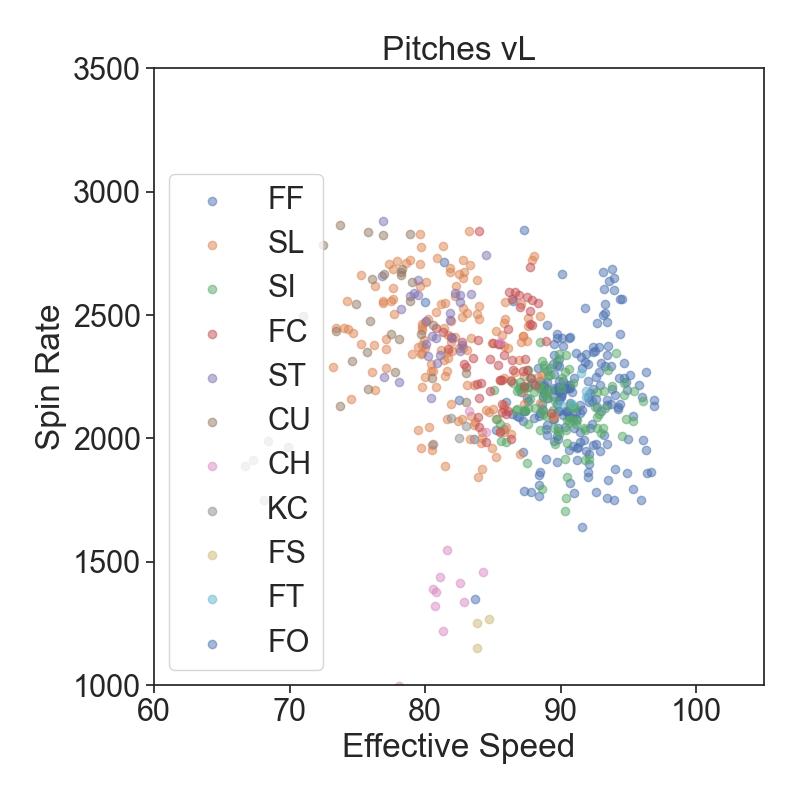 Pitches vL
3500
3000
2500
2000
1500
1000
Spin Rate
FF
SL
SI
FC
ST
CU
CH
KC
FS
FT
FO
60 70 80 90 100
Effective Speed